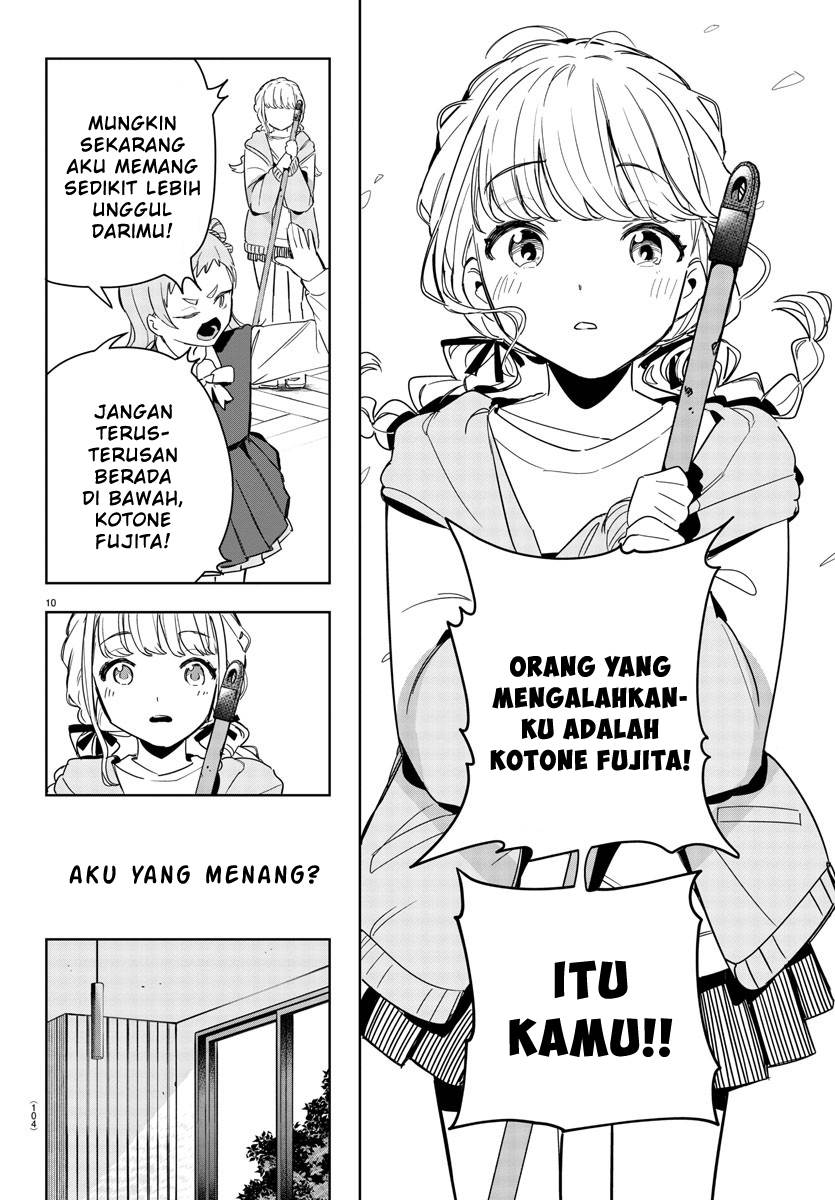 ORANG YANG
MENGALAHKAN-
KU ADALAH
KOTONE FUJITA!
ITU
KAMU!!
MUNGKIN
SEKARANG
AKU MEMANG
SEDIKIT LEBIH
UNGGUL
DARIMU!
JANGAN
TERUS-
TERUSAN
BERADA
DI BAWAH,
KOTONE
FUJITA!
10
AKU YANG MENANG?
(104)